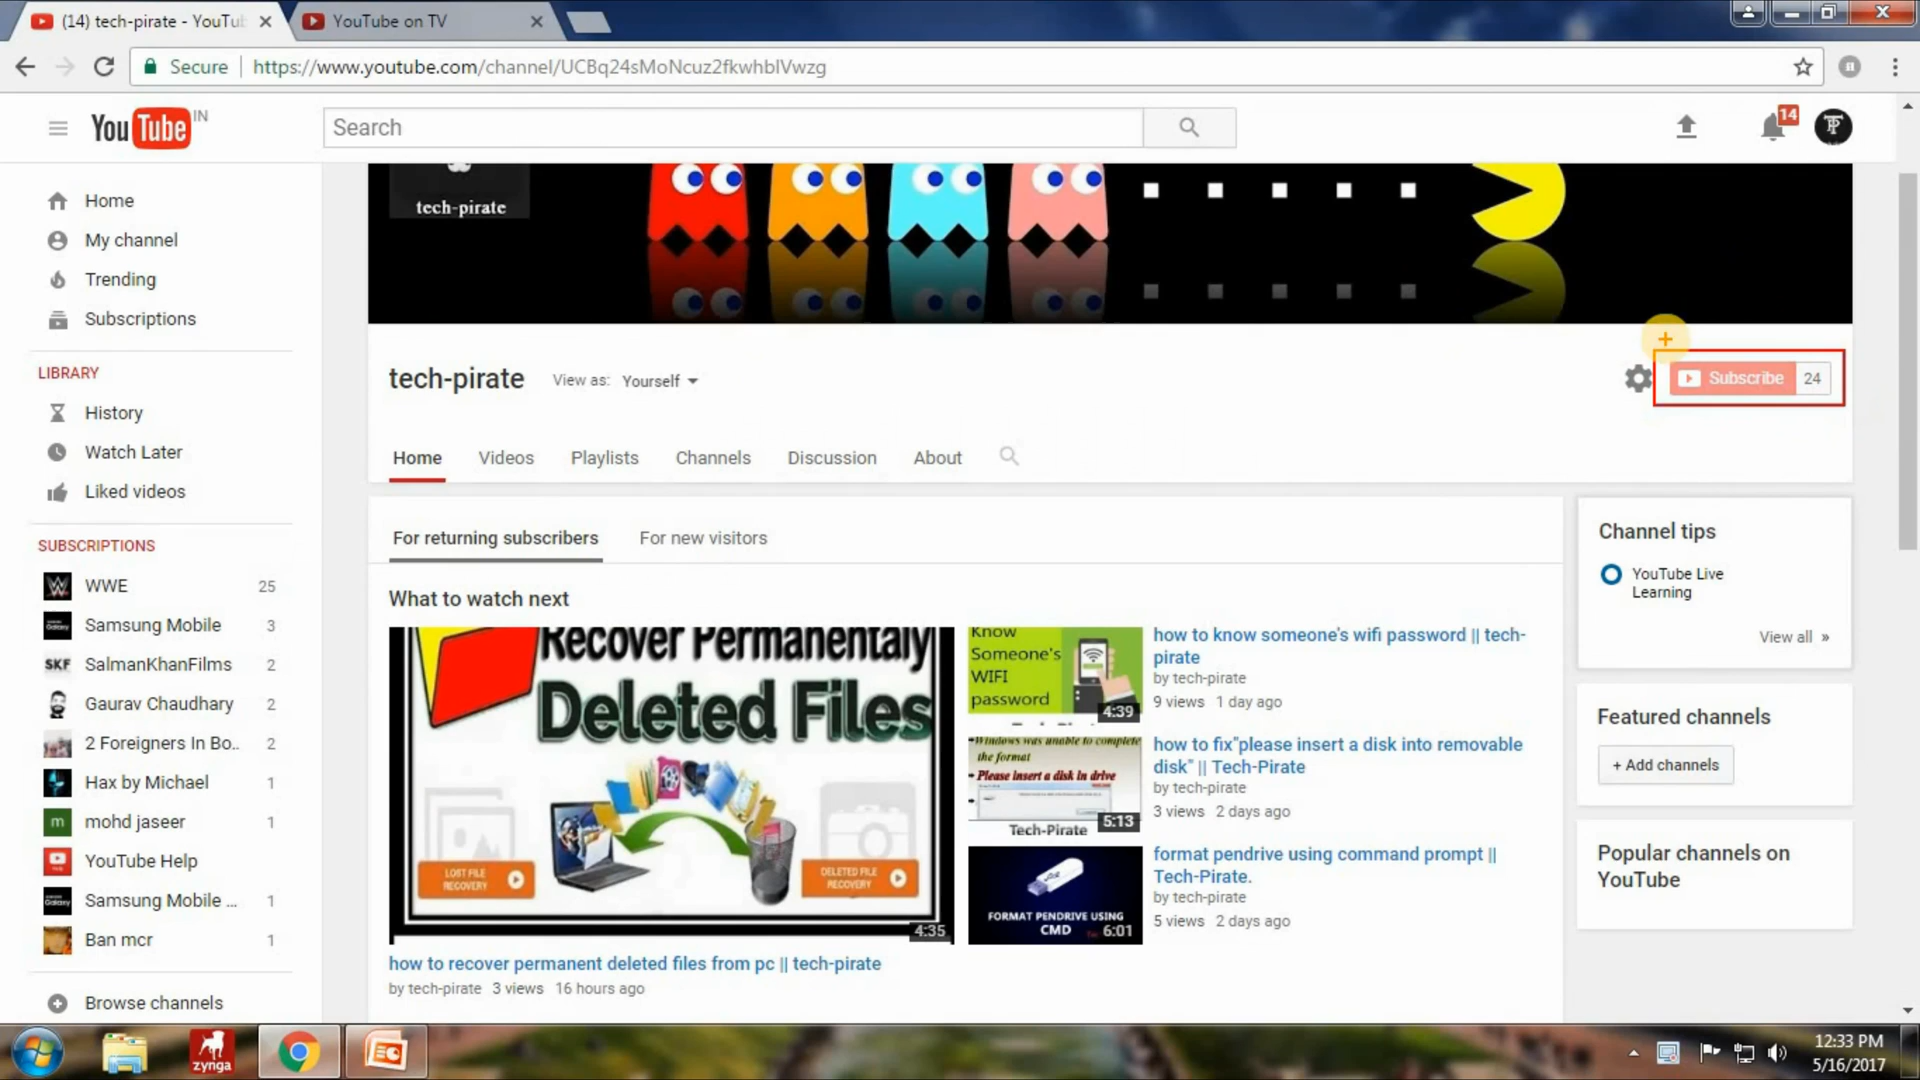 (14) tech-pirate - YouTu
YouTube on TV
Secure
https://www.youtube.com/channel/UCBq24sMoNcuz2fkwhblVwzg
YouTube IN
Search
14
tech-pirate
Home
My channel
Trending
Subscriptions
LIBRARY
History
Watch Later
Liked videos
SUBSCRIPTIONS
WWE 25
Samsung Mobile 3
SKF SalmanKhanFilms 2
Gaurav Chaudhary 2
2 Foreigners In Bo.. 2
Hax by Michael 1
m mohd jaseer 1
YouTube Help
Samsung Mobile ... 1
Ban mcr 1
Browse channels
tech-pirate
View as: Yourself
Subscribe 24
Home Videos Playlists Channels Discussion About
For returning subscribers For new visitors
What to watch next
Recover Permanentaly
Deleted Files
LOST FILE
RECOVERY
DELETED FILE
RECOVERY
4:35
how to recover permanent deleted files from pc || tech-pirate
by tech-pirate 3 views 16 hours ago
Know
Someone's
WIFI
password
4:39
how to know someone's wifi password || tech-
pirate
by tech-pirate
9 views 1 day ago
Windows was unable to complete
the format
Please insert a disk in drive
Tech-Pirate
5:13
how to fix"please insert a disk into removable
disk" || Tech-Pirate
by tech-pirate
3 views 2 days ago
FORMAT PENDRIVE USING
CMD
6:01
format pendrive using command prompt ||
Tech-Pirate.
by tech-pirate
5 views 2 days ago
Channel tips
YouTube Live
Learning
View all »
Featured channels
+ Add channels
Popular channels on
YouTube
zynga
12:33 PM
5/16/2017